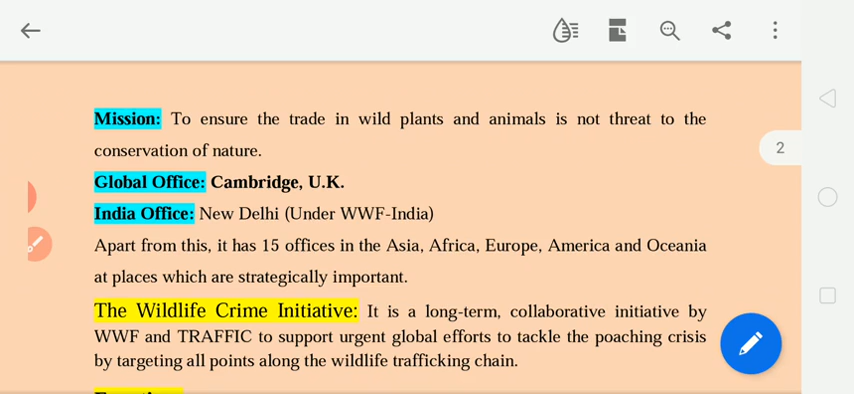 Mission: To ensure the trade in wild plants and animals is not threat to the
conservation of nature.
2
Global Office: Cambridge, U.K.
India Office: New Delhi (Under WWF-India)
Apart from this, it has 15 offices in the Asia, Africa, Europe, America and Oceania
at places which are strategically important.
The Wildlife Crime Initiative: It is a long-term, collaborative initiative by
WWF and TRAFFIC to support urgent global efforts to tackle the poaching crisis
by targeting all points along the wildlife trafficking chain.